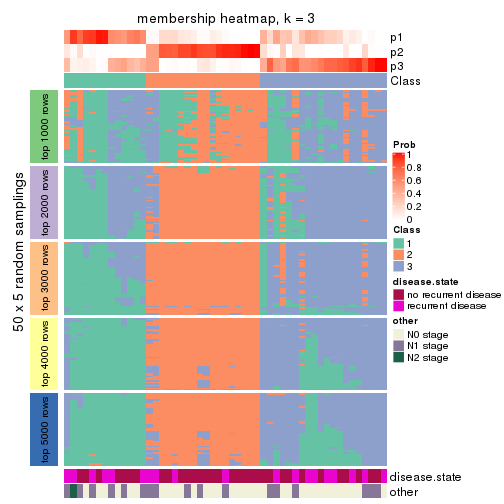 membership heatmap, k = 3
p1
p2
p3
Class
50 x 5 random samplings
top 1000 rows
top 2000 rows
top 3000 rows
top 4000 rows
top 5000 rows
disease.state
other
Prob
1
0.8
0.6
0.4
0.2
0
Class
1
2
3
disease.state
no recurrent disease
recurrent disease
other
N0 stage
N1 stage
N2 stage